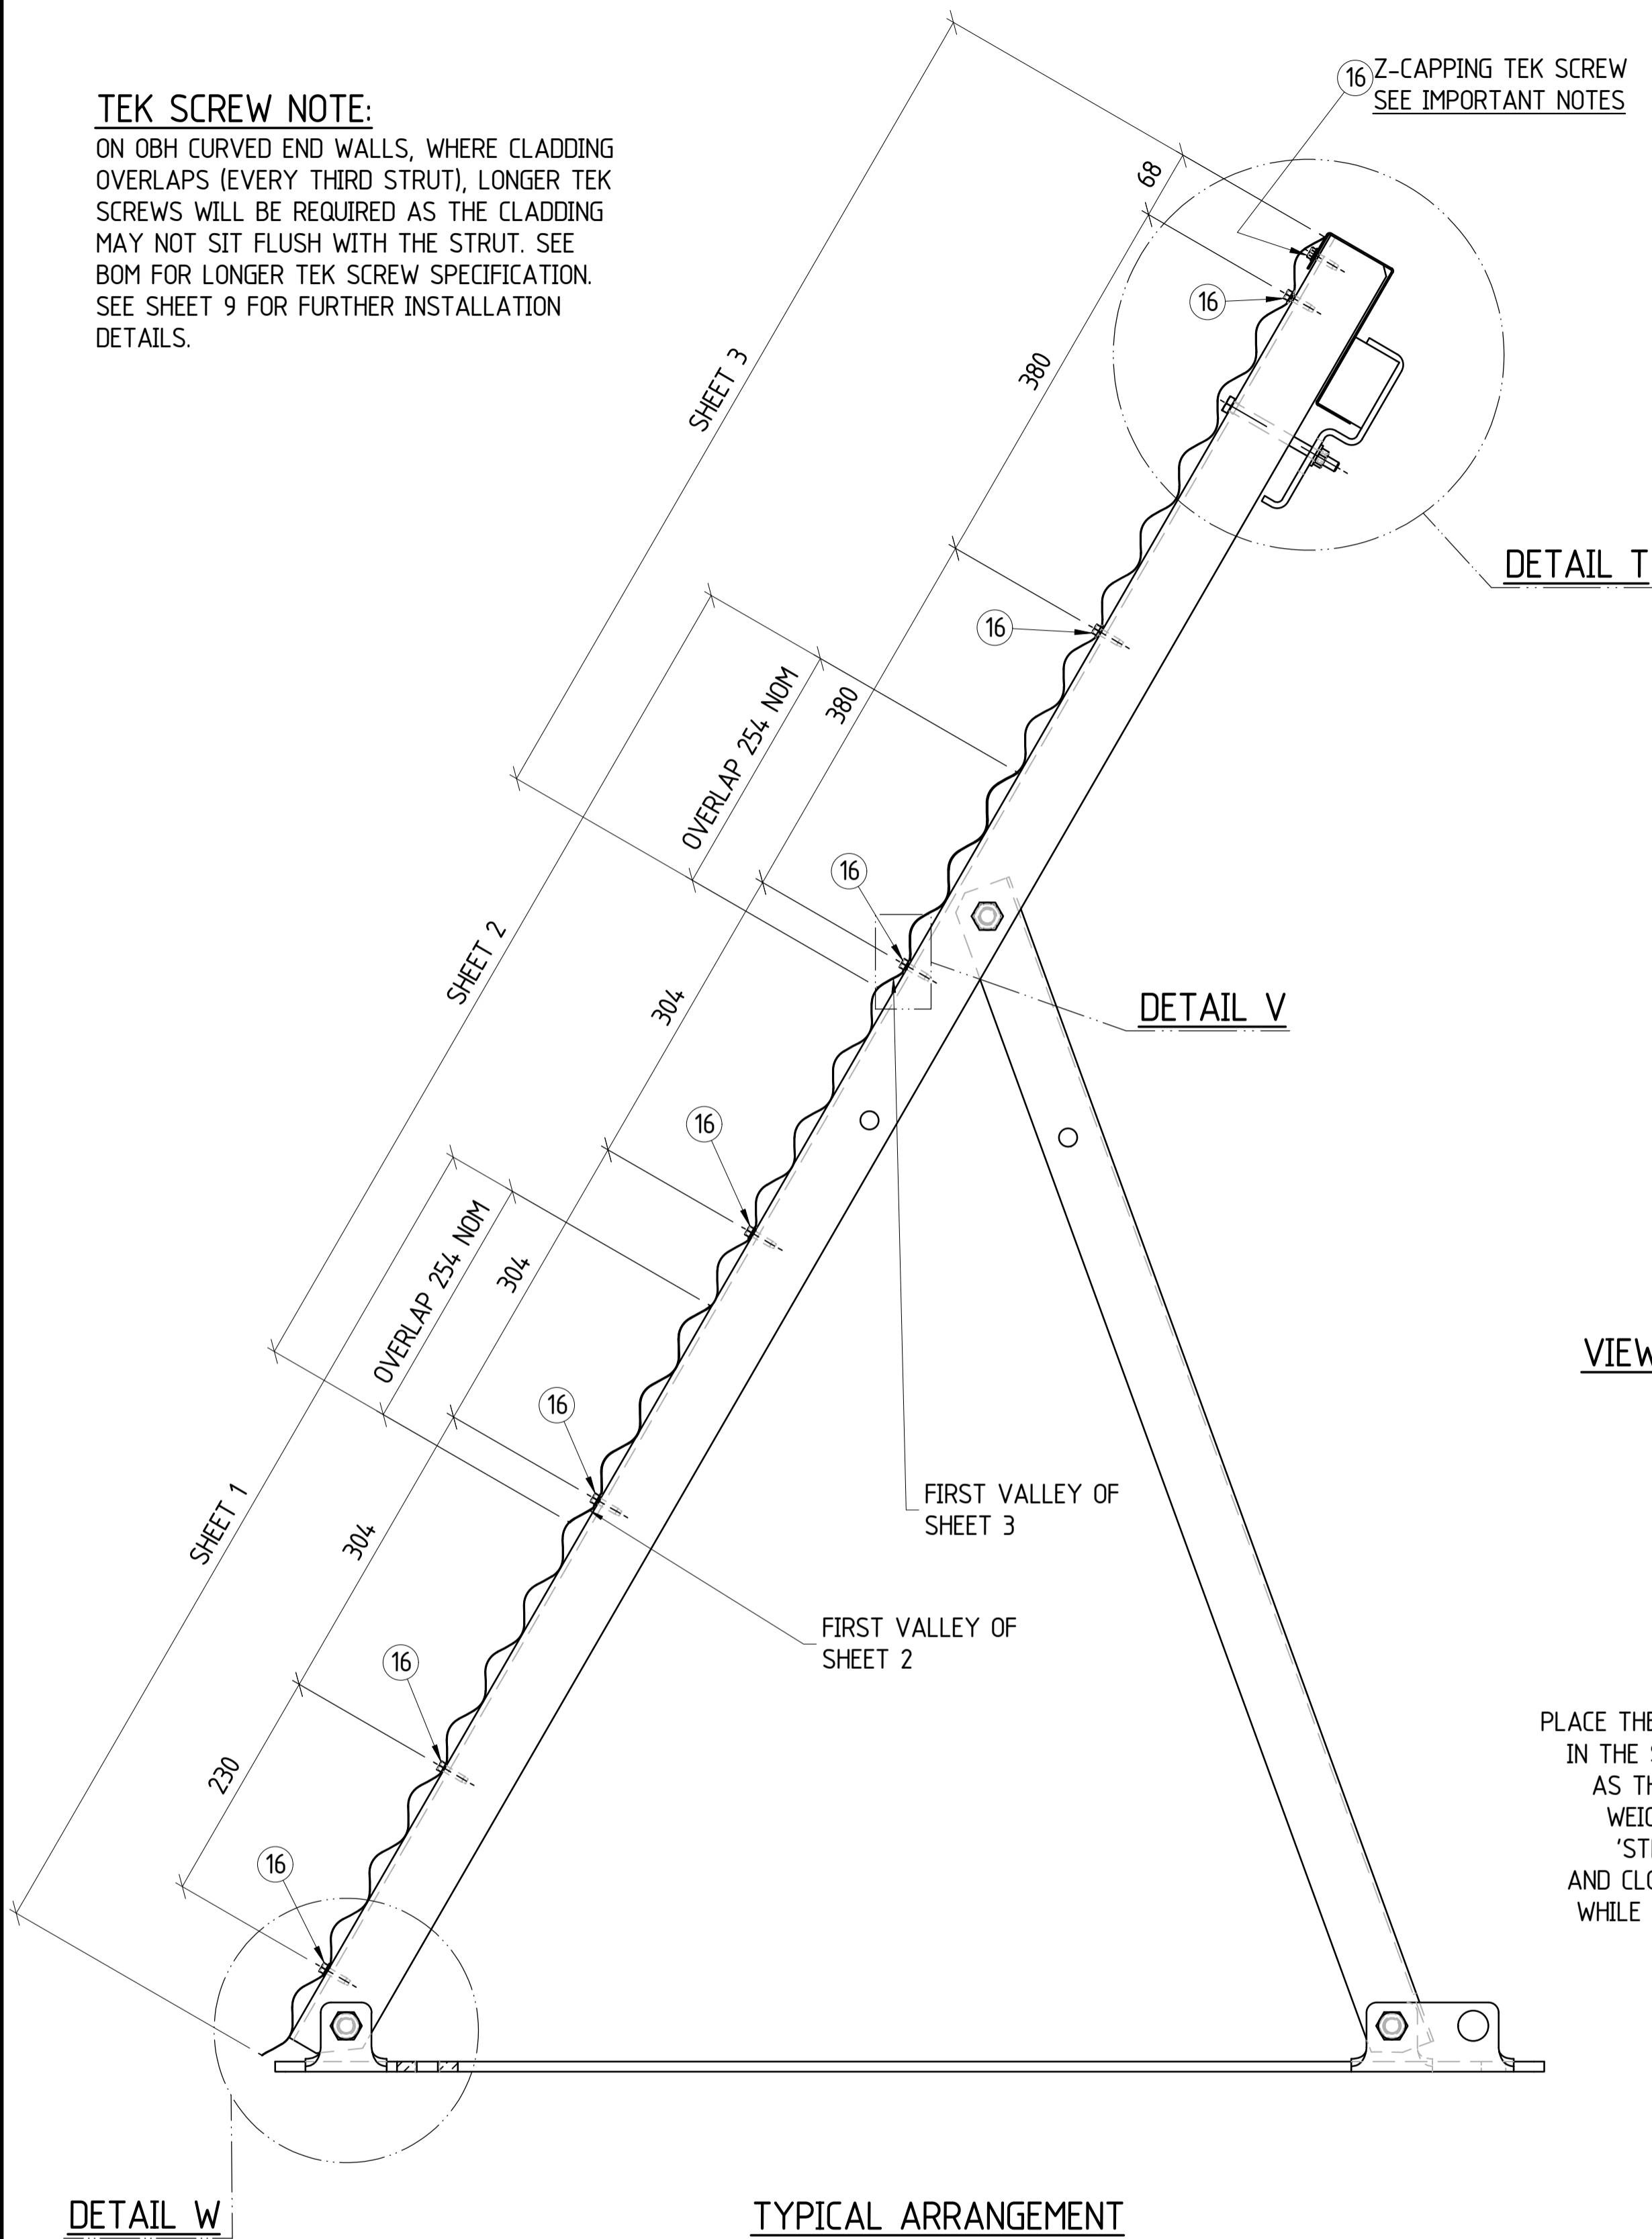 TEK SCREW NOTE:
ON OBH CURVED END WALLS, WHERE CLADDING
OVERLAPS (EVERY THIRD STRUT), LONGER TEK
SCREWS WILL BE REQUIRED AS THE CLADDING
MAY NOT SIT FLUSH WITH THE STRUT. SEE
BOM FOR LONGER TEK SCREW SPECIFICATION.
SEE SHEET 9 FOR FURTHER INSTALLATION
DETAILS.
16
Z-CAPPING TEK SCREW
SEE IMPORTANT NOTES
68
16
380
SHEET 3
DETAIL T
16
380
OVERLAP 254 NOM
16
SHEET 2
304
DETAIL V
16
304
OVERLAP 254 NOM
VIEW
16
SHEET 1
304
FIRST VALLEY OF
SHEET 3
FIRST VALLEY OF
SHEET 2
16
230
16
PLACE THE
IN THE
AS
'
AND
WHILE
DETAIL W
TYPICAL ARRANGEMENT